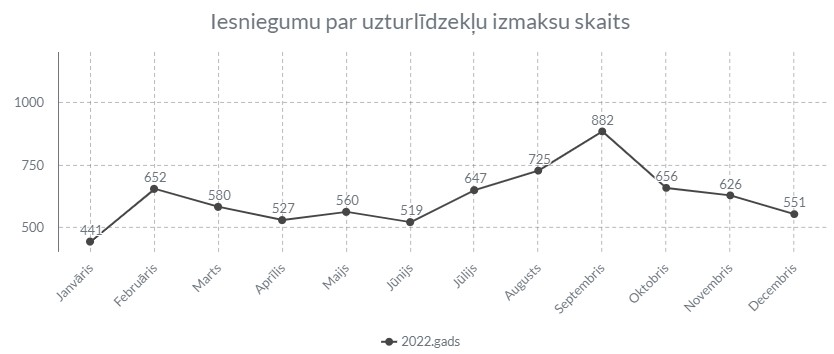 Iesniegumu par uzturlīdzekļu izmaksu skaits
1000
750
500
441
652
580
527
560
519
647
725
882
656
626
551
Janvāris
Februāris
Marts
Aprīlis
Maijs
Jūnijs
Jūlijs
Augusts
Septembris
Oktobris
Novembris
Decembris
2022.gads